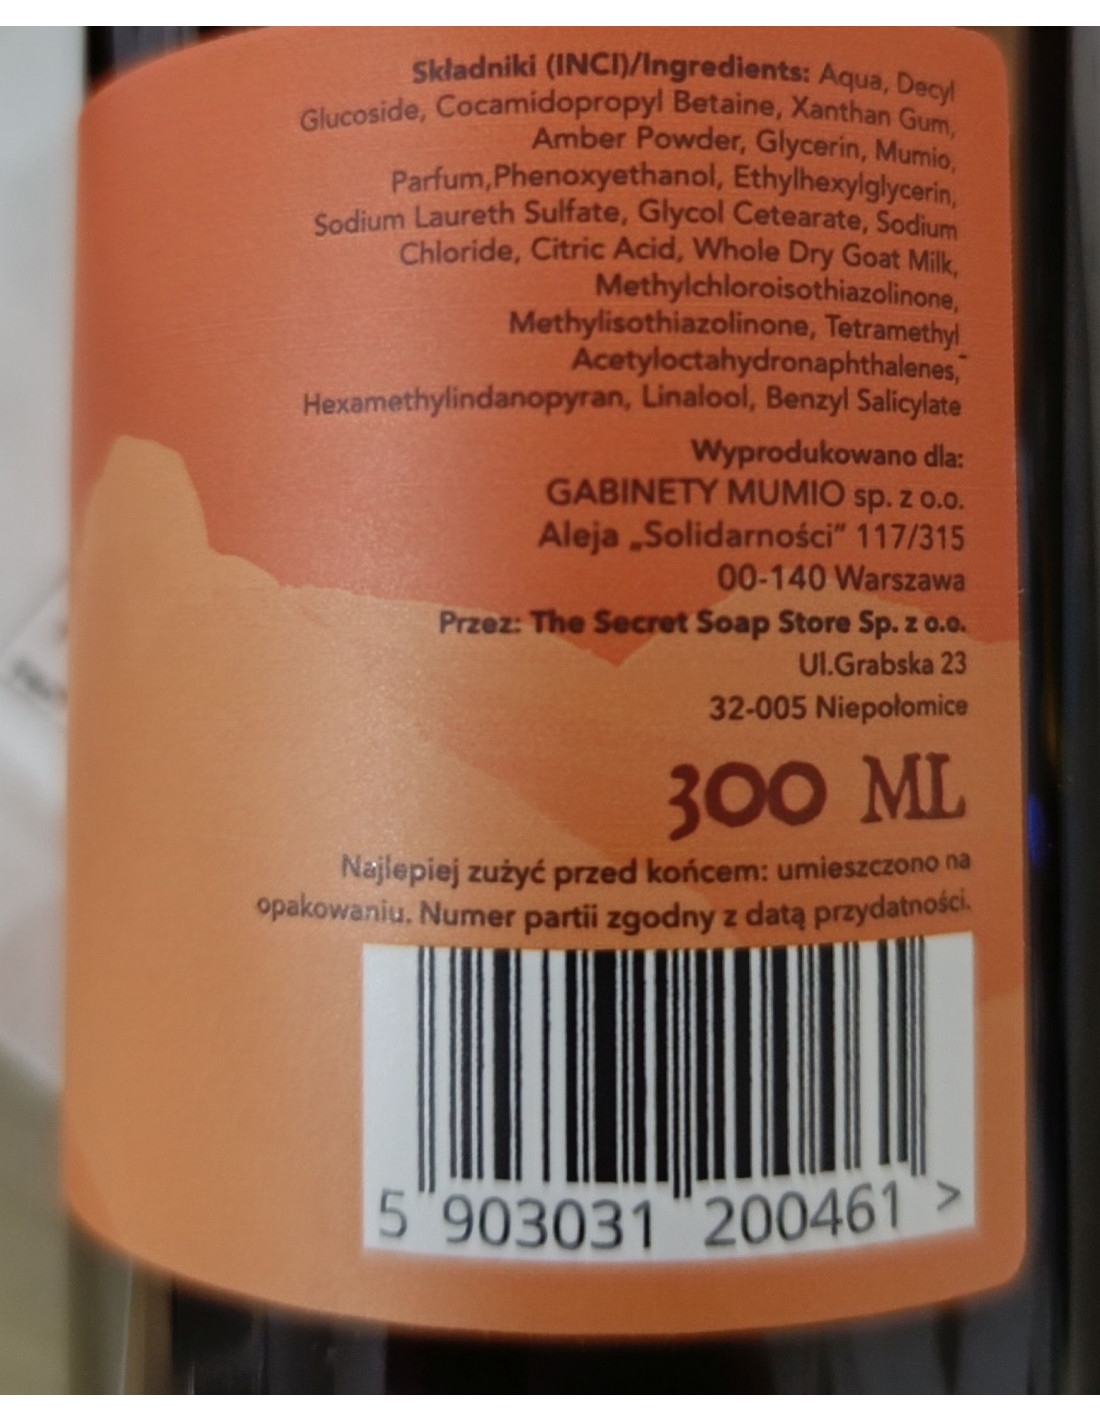 Składniki (INCI)/Ingredients: Aqua, Decyl
Glucoside, Cocamidopropyl Betaine, Xanthan Gum,
Amber Powder, Glycerin, Mumio,
Parfum,Phenoxyethanol, Ethylhexylglycerin,
Sodium Laureth Sulfate, Glycol Cetearate, Sodium
Chloride, Citric Acid, Whole Dry Goat Milk,
Methylchloroisothiazolinone,
Methylisothiazolinone, Tetramethyl
Acetyloctahydronaphthalenes,
Hexamethylindanopyran, Linalool, Benzyl Salicylate
Wyprodukowano dla:
GABINETY MUMIO sp. z o.o.
Aleja „Solidarności” 117/315
00-140 Warszawa
Przez: The Secret Soap Store Sp. z o.o.
Ul.Grabska 23
32-005 Niepołomice
300 ML
Najlepiej zużyć przed końcem: umieszczono na
opakowaniu. Numer partii zgodny z datą przydatności.
5 903031 200461 >